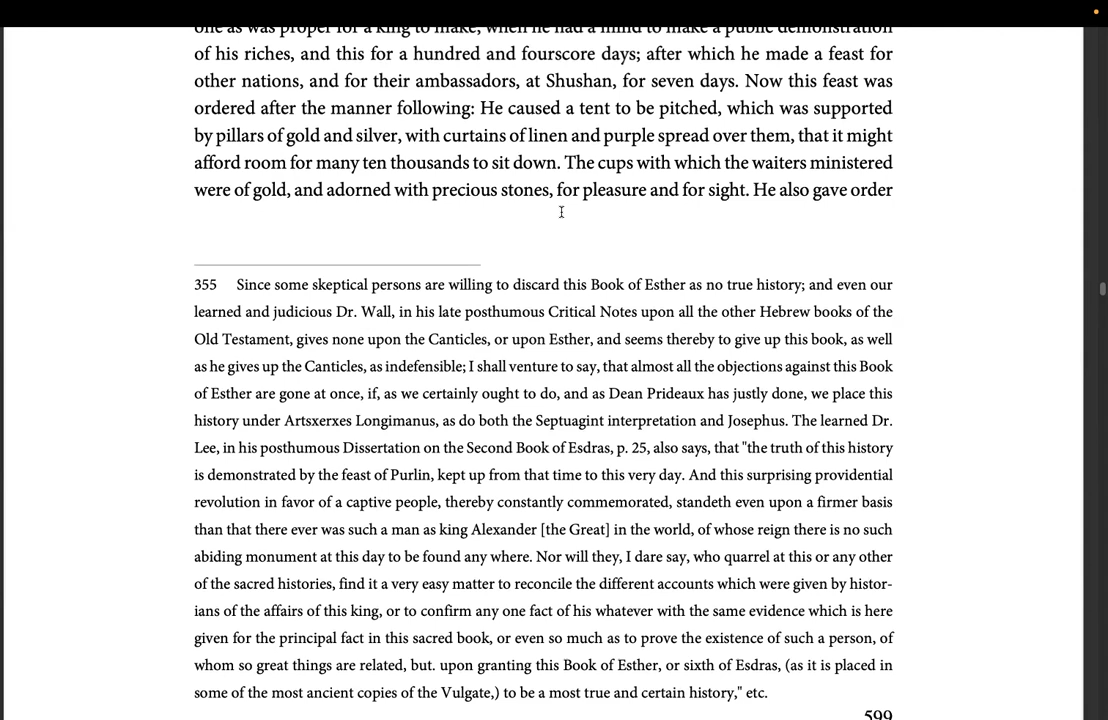 one as was proper for a king to make, when he had a mind to make a public demonstration
of his riches, and this for a hundred and fourscore days; after which he made a feast for
other nations, and for their ambassadors, at Shushan, for seven days. Now this feast was
ordered after the manner following: He caused a tent to be pitched, which was supported
by pillars of gold and silver, with curtains of linen and purple spread over them, that it might
afford room for many ten thousands to sit down. The cups with which the waiters ministered
were of gold, and adorned with precious stones, for pleasure and for sight. He also gave order
355 Since some skeptical persons are willing to discard this Book of Esther as no true history; and even our
learned and judicious Dr. Wall, in his late posthumous Critical Notes upon all the other Hebrew books of the
Old Testament, gives none upon the Canticles, or upon Esther, and seems thereby to give up this book, as well
as he gives up the Canticles, as indefensible; I shall venture to say, that almost all the objections against this Book
of Esther are gone at once, if, as we certainly ought to do, and as Dean Prideaux has justly done, we place this
history under Artsxerxes Longimanus, as do both the Septuagint interpretation and Josephus. The learned Dr.
Lee, in his posthumous Dissertation on the Second Book of Esdras, p. 25, also says, that "the truth of this history
is demonstrated by the feast of Purlin, kept up from that time to this very day. And this surprising providential
revolution in favor of a captive people, thereby constantly commemorated, standeth even upon a firmer basis
than that there ever was such a man as king Alexander [the Great] in the world, of whose reign there is no such
abiding monument at this day to be found any where. Nor will they, I dare say, who quarrel at this or any other
of the sacred histories, find it a very easy matter to reconcile the different accounts which were given by histor-
ians of the affairs of this king, or to confirm any one fact of his whatever with the same evidence which is here
given for the principal fact in this sacred book, or even so much as to prove the existence of such a person, of
whom so great things are related, but. upon granting this Book of Esther, or sixth of Esdras, (as it is placed in
some of the most ancient copies of the Vulgate,) to be a most true and certain history," etc.
599